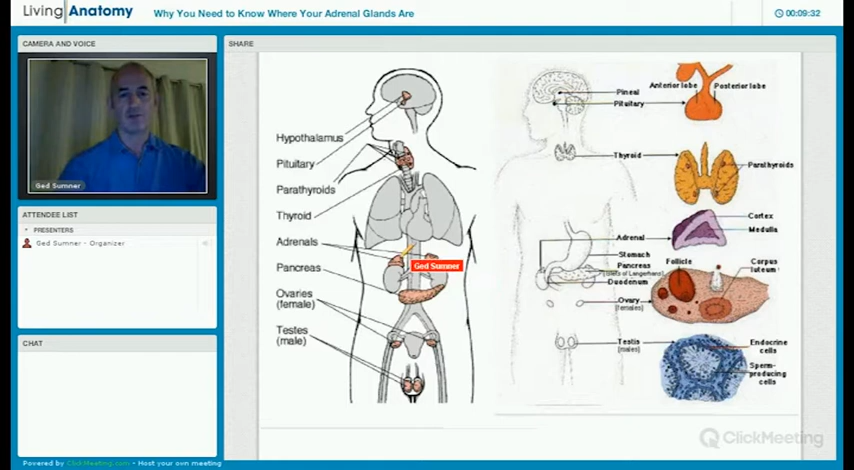 Living Anatomy
Why You Need to Know Where Your Adrenal Glands Are
00:09:32
CAMERA AND VOICE
Ged Sumner
ATTENDEE LIST
PRESENTERS
Ged Sumner - Organizer
CHAT
SHARE
Hypothalamus
Pituitary
Parathyroids
Thyroid
Adrenals
Pancreas
Ovaries
(female)
Testes
(male)
Ged Sumner
Anterior lobe
Posterior lobe
Pineal
Pituitary
Thyroid
Parathyroids
Adrenal
Cortex
Medulla
Stomach
Pancreas
(Islets of Langerhans)
Duodenum
Follicle
Corpus
luteum
Ovary
(females)
Testis
(males)
Endocrine
cells
Sperm-
producing
cells
ClickMeeting
Powered by ClickMeeting.com - Host your own meeting